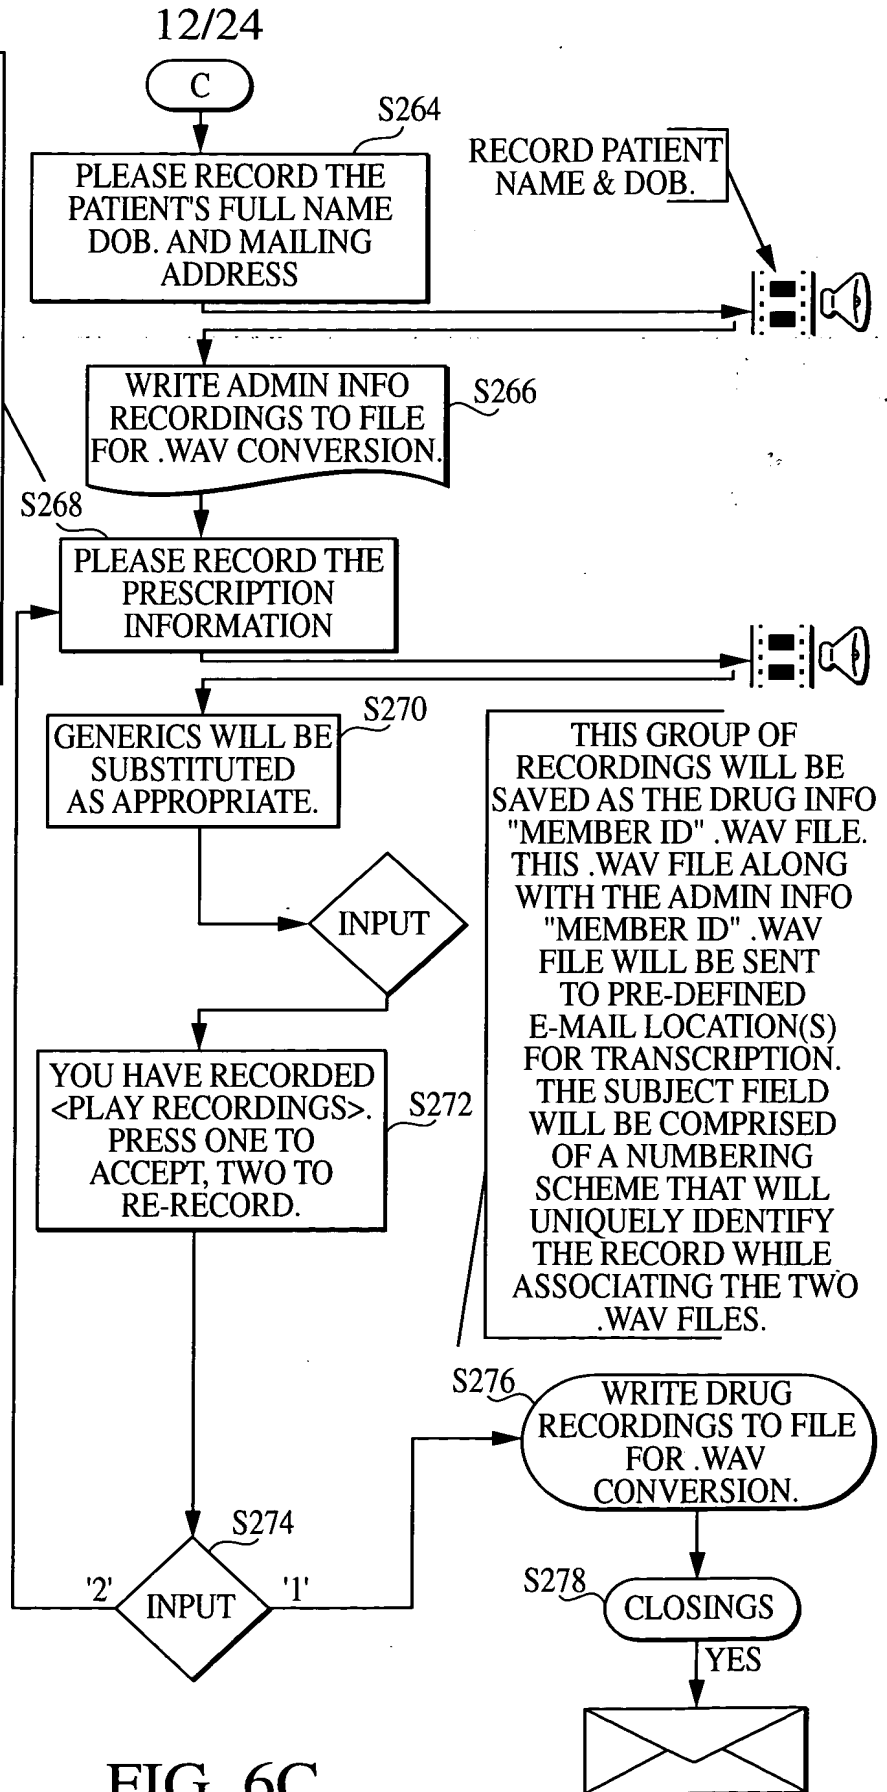 12/24
C
S264
PLEASE RECORD THE
PATIENT'S FULL NAME
DOB. AND MAILING
ADDRESS
RECORD PATIENT
NAME & DOB.
WRITE ADMIN INFO
RECORDINGS TO FILE
FOR .WAV CONVERSION.
S266
S268
PLEASE RECORD THE
PRESCRIPTION
INFORMATION
S270
GENERICS WILL BE
SUBSTITUTED
AS APPROPRIATE.
INPUT
YOU HAVE RECORDED
<PLAY RECORDINGS>.
PRESS ONE TO
ACCEPT, TWO TO
RE-RECORD.
S272
THIS GROUP OF
RECORDINGS WILL BE
SAVED AS THE DRUG INFO
"MEMBER ID" .WAV FILE.
THIS .WAV FILE ALONG
WITH THE ADMIN INFO
"MEMBER ID" .WAV
FILE WILL BE SENT
TO PRE-DEFINED
E-MAIL LOCATION(S)
FOR TRANSCRIPTION.
THE SUBJECT FIELD
WILL BE COMPRISED
OF A NUMBERING
SCHEME THAT WILL
UNIQUELY IDENTIFY
THE RECORD WHILE
ASSOCIATING THE TWO
.WAV FILES.
S276
WRITE DRUG
RECORDINGS TO FILE
FOR .WAV
CONVERSION.
S274
'2'
INPUT
'1'
S278
CLOSINGS
YES
FIG. 6C